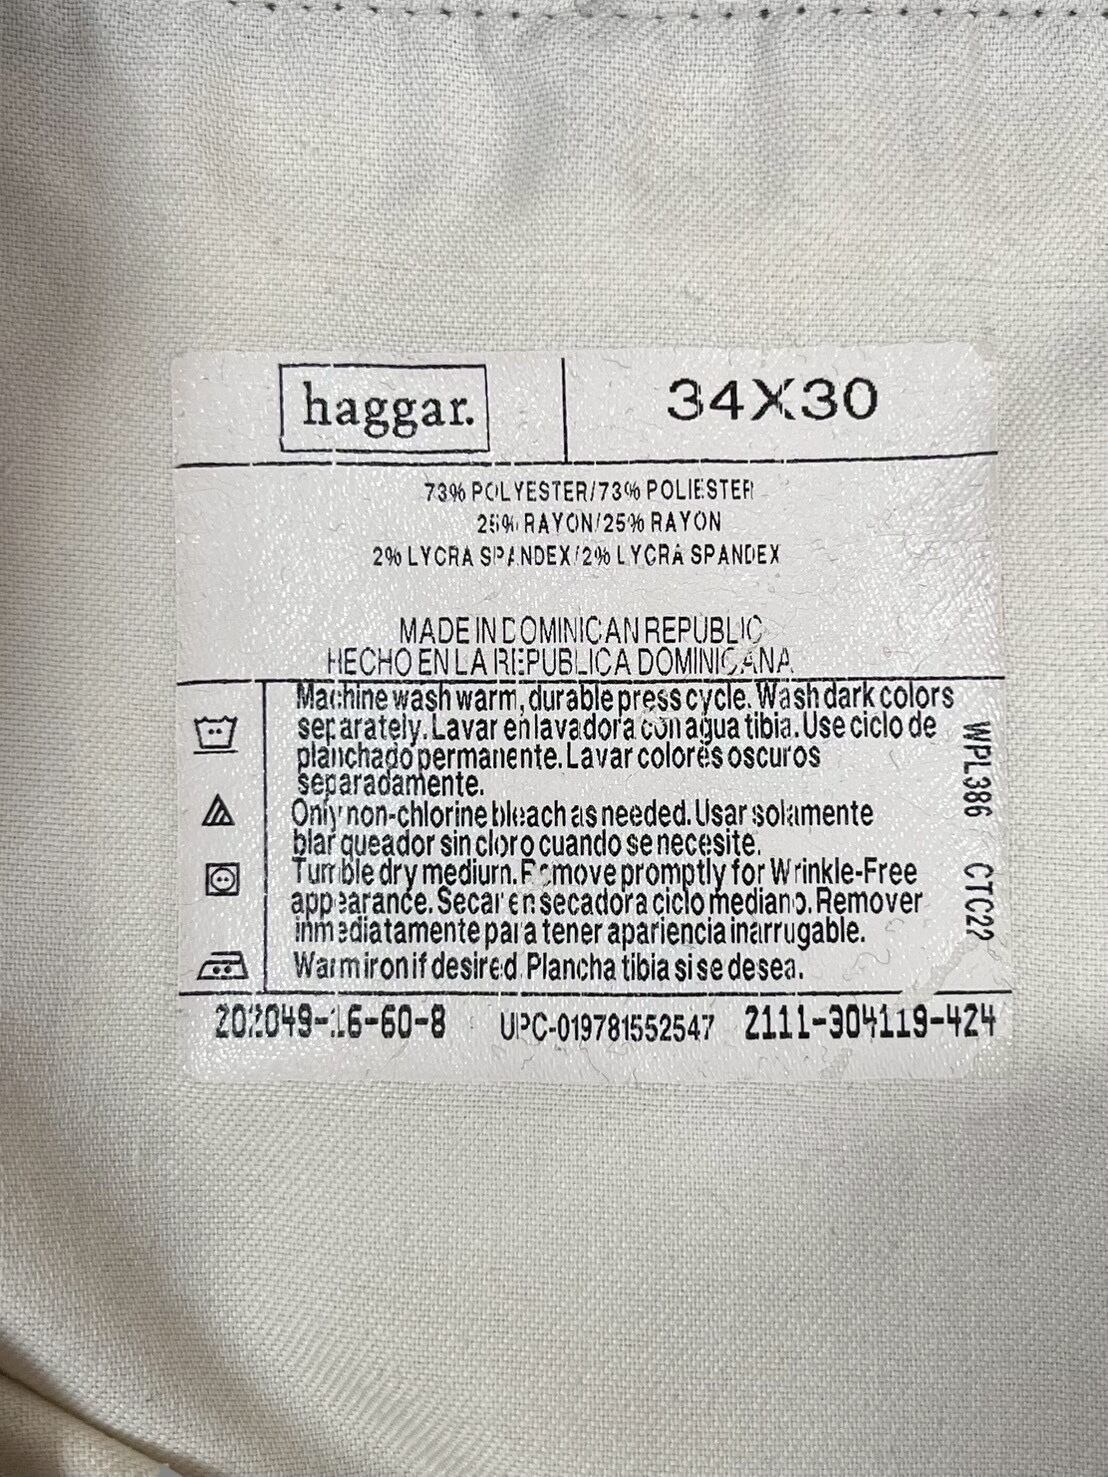 haggar.
34X30
73% POLYESTER/73% POLIESTER
25% RAYON/25% RAYON
2% LYCRA SPANDEX/2% LYCRA SPANDEX
MADE IN DOMINICAN REPUBLIC
HECHO EN LA REPUBLICA DOMINICANA
Machine wash warm, durable press cycle. Wash dark colors
separately. Lavar en lavadora con agua tibia. Use ciclo de
planchado permanente. Lavar colores oscuros
separadamente.
Only non-chlorine bleach as needed. Usar solamente
blanqueador sin cloro cuando se necesite.
Tumble dry medium. Remove promptly for Wrinkle-Free
appearance. Secar en secadora ciclo mediano. Remover
inmediatamente para tener apariencia inarrugable.
Warm iron if desired. Plancha tibia si se desea.
WPL386 CTC22
202049-16-60-8 UPC-019781552547 2111-304119-424